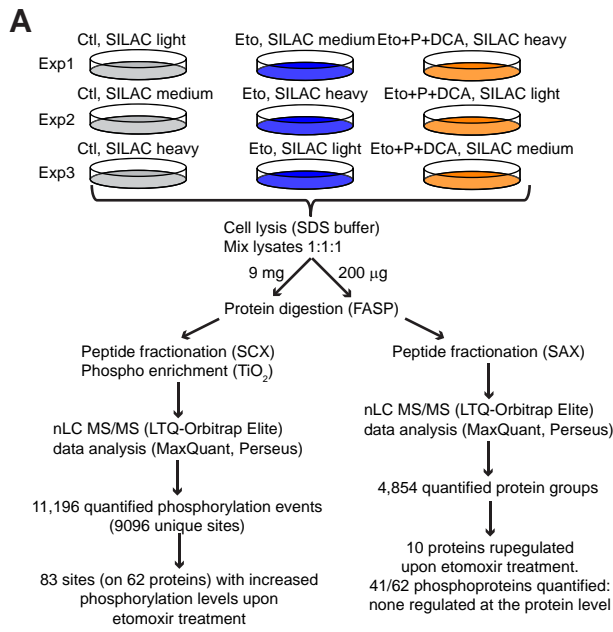 A
Ctl, SILAC light Eto, SILAC medium Eto+P+DCA, SILAC heavy
Exp1
Ctl, SILAC medium Eto, SILAC heavy Eto+P+DCA, SILAC light
Exp2
Ctl, SILAC heavy Eto, SILAC light Eto+P+DCA, SILAC medium
Exp3
Cell lysis (SDS buffer)
Mix lysates 1:1:1
9 mg 200 µg
Protein digestion (FASP)
Peptide fractionation (SCX)
Phospho enrichment (TiO₂)
Peptide fractionation (SAX)
nLC MS/MS (LTQ-Orbitrap Elite)
data analysis (MaxQuant, Perseus)
nLC MS/MS (LTQ-Orbitrap Elite)
data analysis (MaxQuant, Perseus)
11,196 quantified phosphorylation events
(9096 unique sites)
4,854 quantified protein groups
83 sites (on 62 proteins) with increased
phosphorylation levels upon
etomoxir treatment
10 proteins rupegulated
upon etomoxir treatment.
41/62 phosphoproteins quantified:
none regulated at the protein level